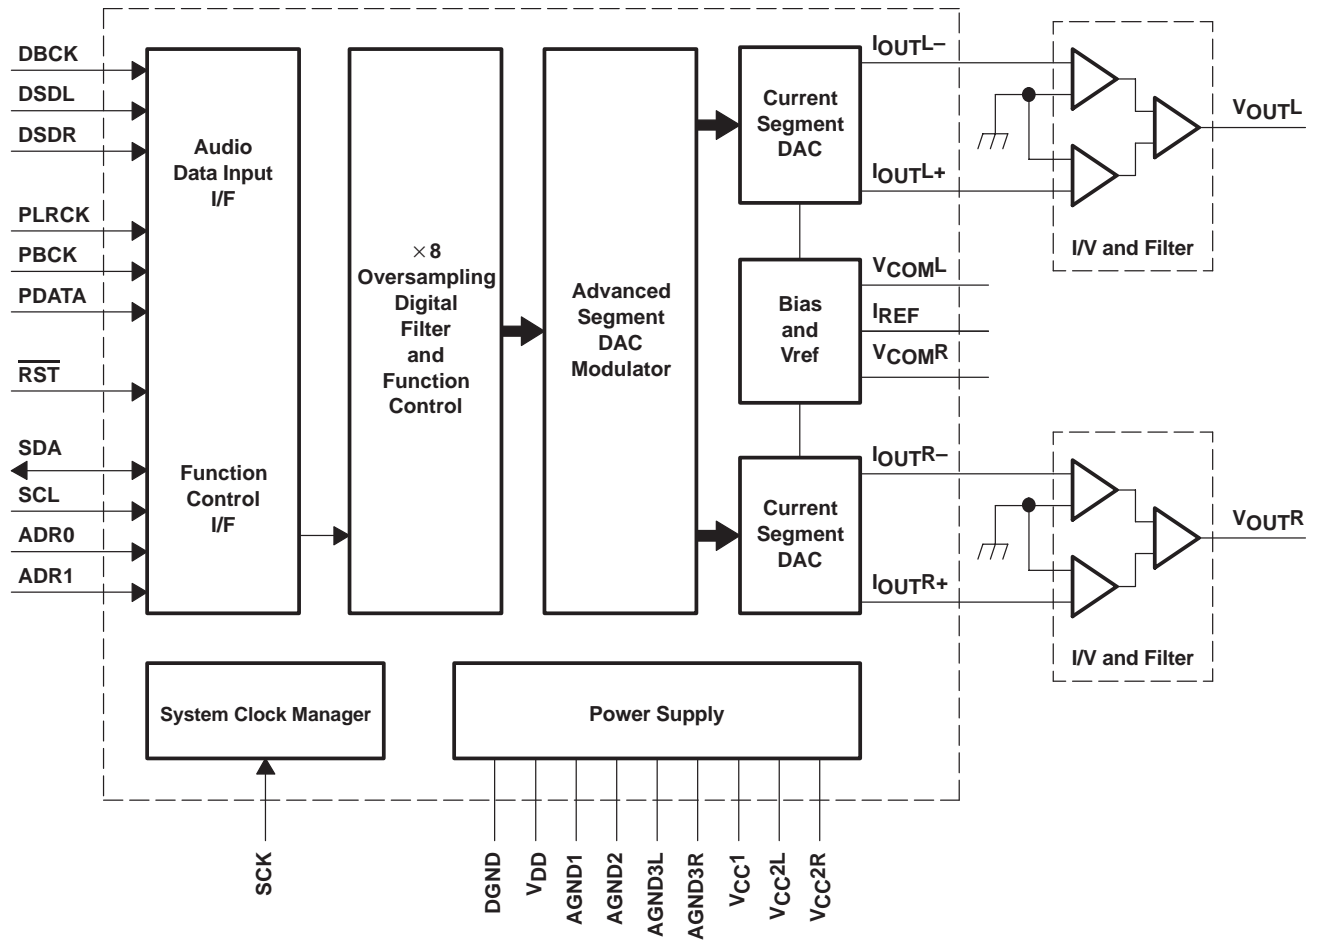 DBCK
DSDL
DSDR
PLRCK
PBCK
PDATA
RST
SDA
SCL
ADR0
ADR1
Audio
Data Input
I/F
Function
Control
I/F
×8
Oversampling
Digital
Filter
and
Function
Control
Advanced
Segment
DAC
Modulator
Current
Segment
DAC
Bias
and
Vref
Current
Segment
DAC
IOUTL–
IOUTL+
VCOML
IREF
VCOMR
IOUTR–
IOUTR+
I/V and Filter
VOUTL
I/V and Filter
VOUTR
System Clock Manager
Power Supply
SCK
DGND
VDD
AGND1
AGND2
AGND3L
AGND3R
VCC1
VCC2L
VCC2R